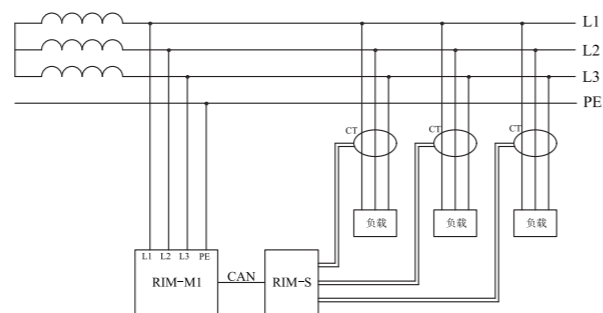 L1
L2
L3
PE
CT CT CT
负载 负载 负载
L1 L2 L3 PE
RIM-M1 CAN RIM-S